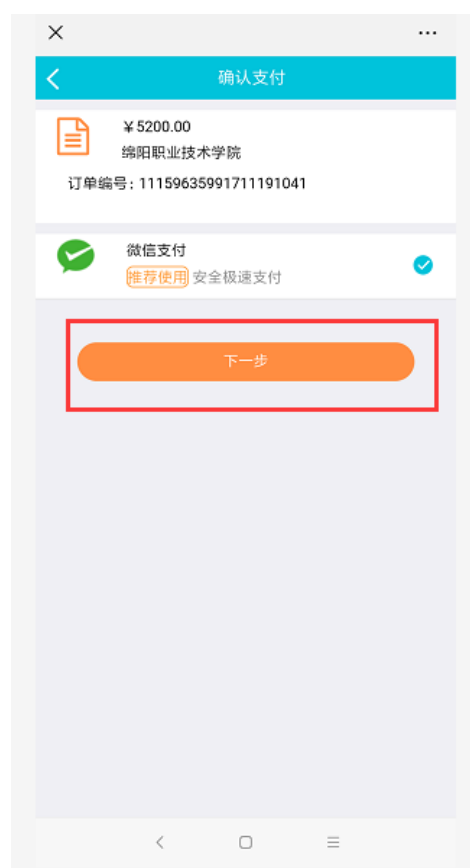 确认支付
￥5200.00
绵阳职业技术学院
订单编号：11159635991711191041
微信支付
推荐使用 安全极速支付
下一步